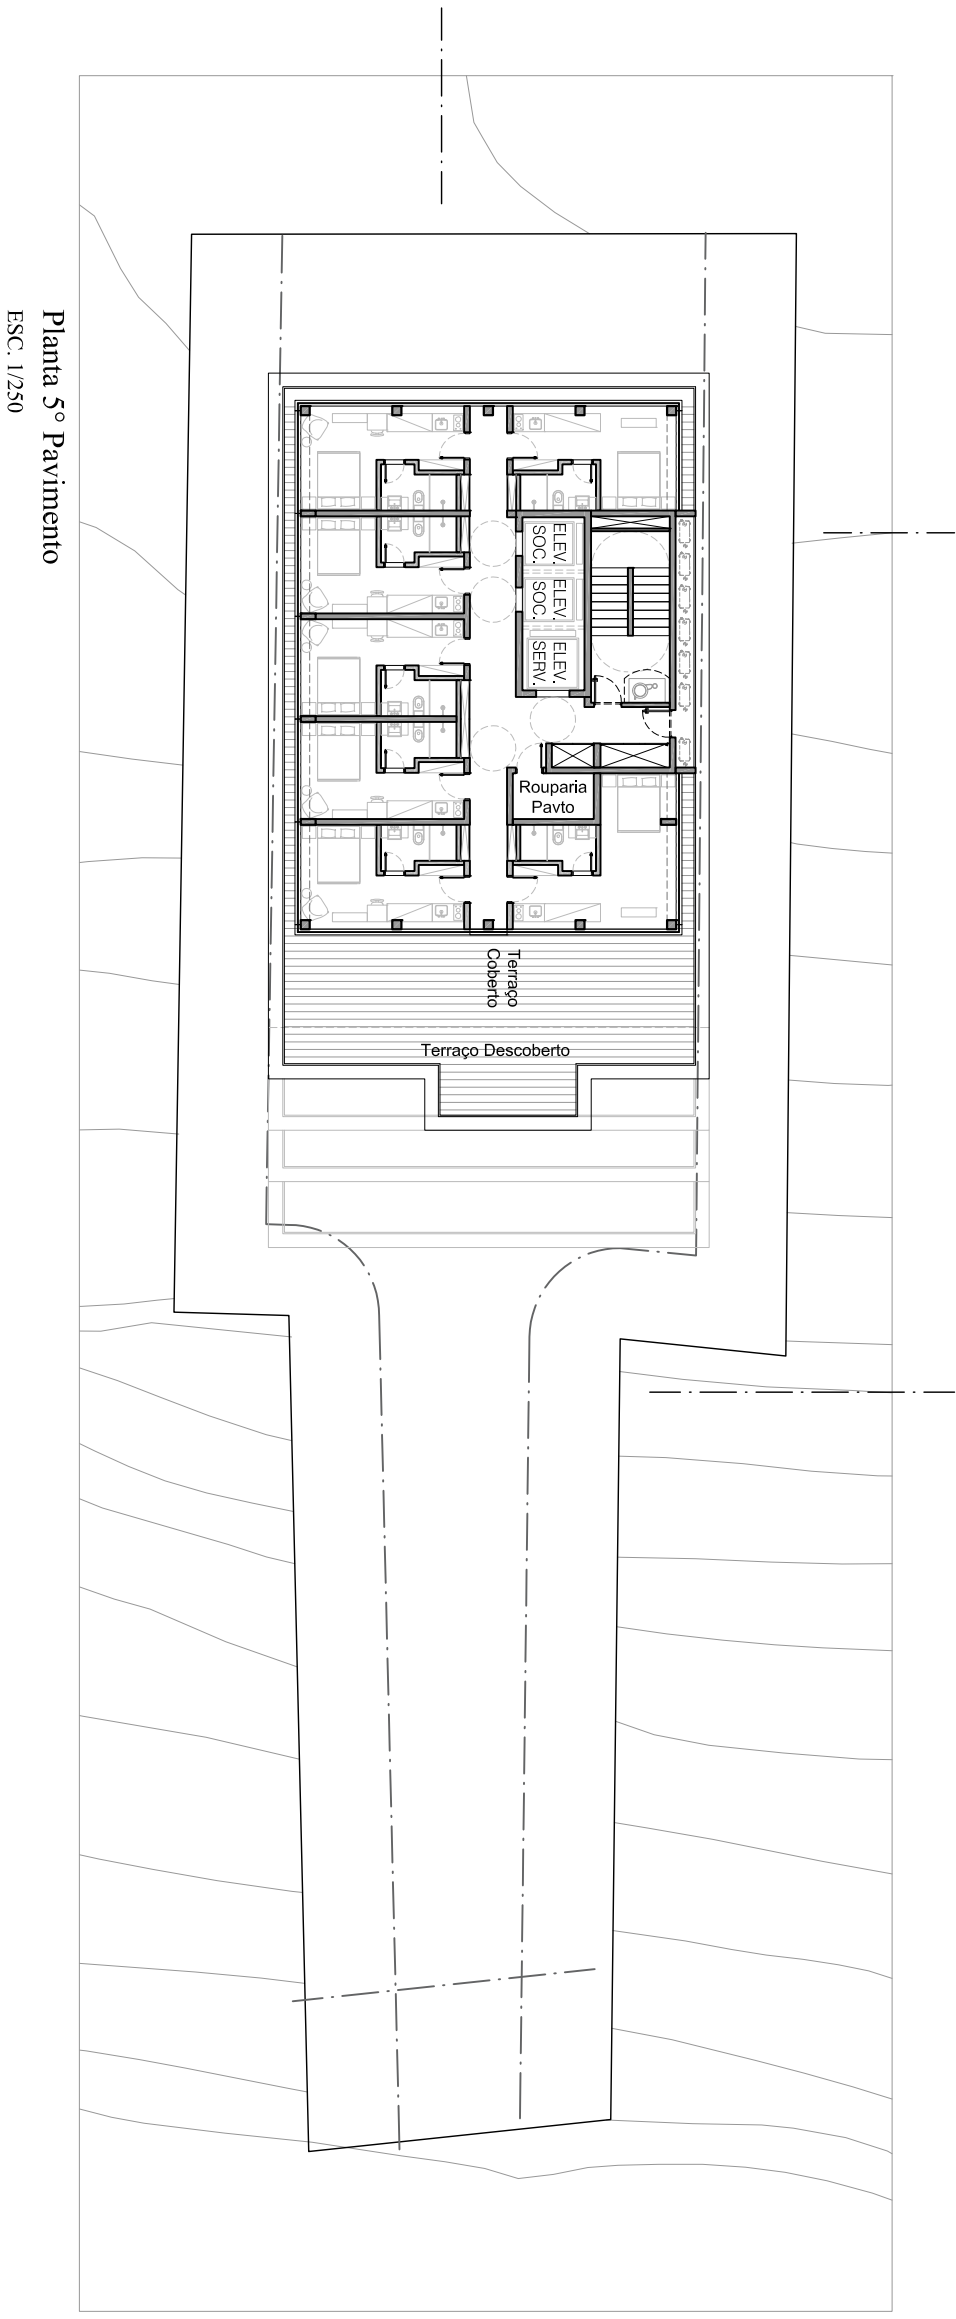 Planta 5° Pavimento
ESC. 1/250
ELEV.
SOC.
ELEV.
SOC.
ELEV.
SERV.
Rouparia
Pavto
Terraço
Coberto
Terraço Descoberto